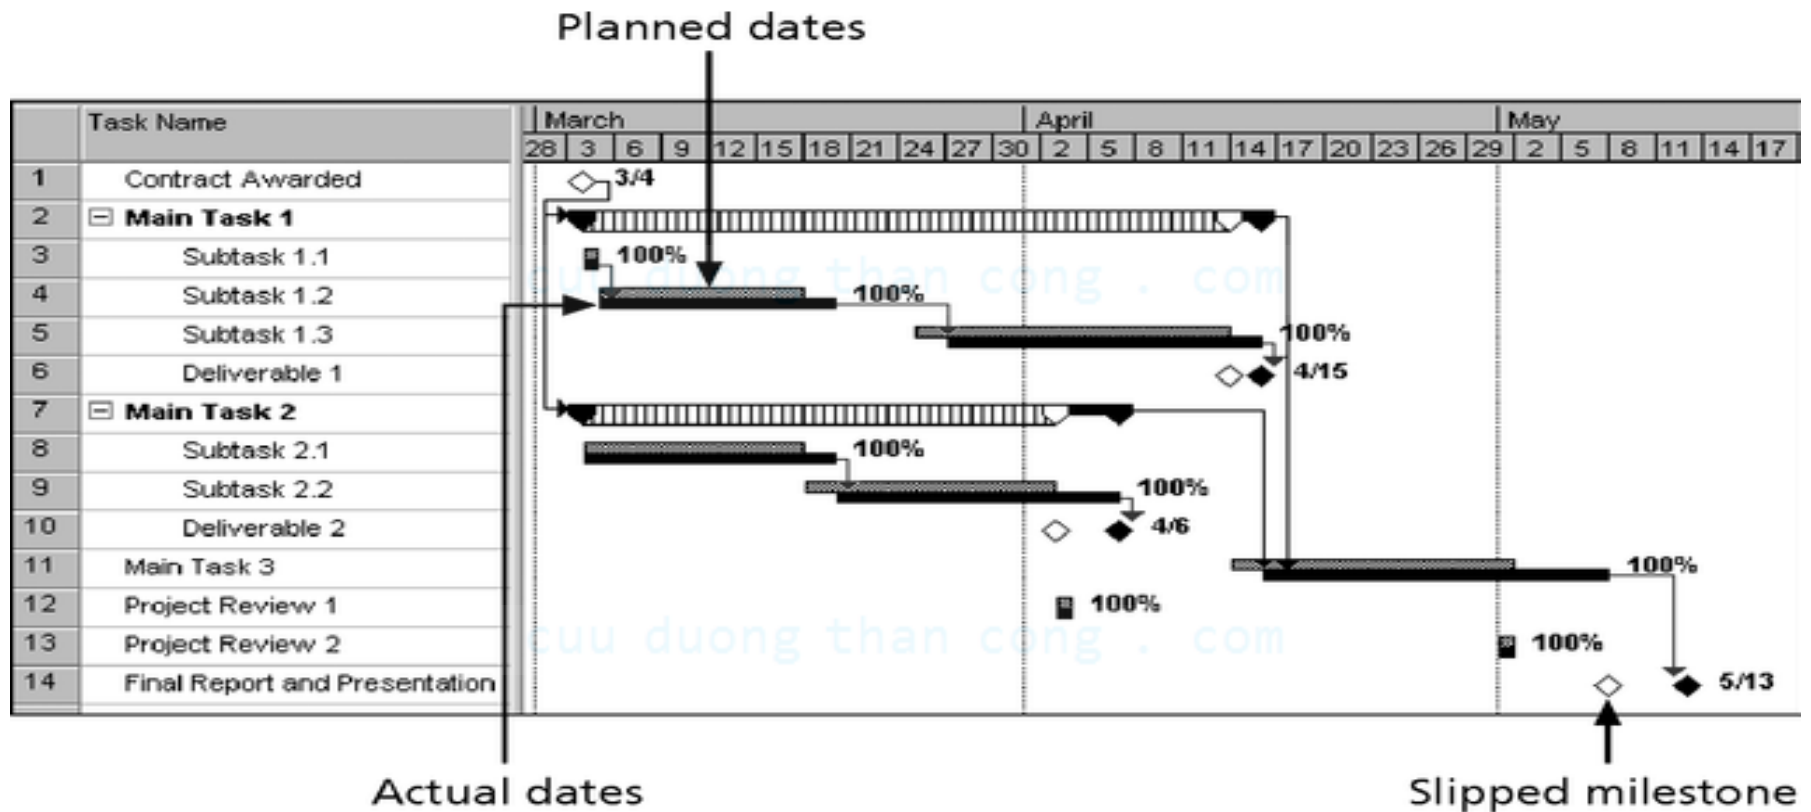 Planned dates
Task Name March April May
28 3 6 9 12 15 18 21 24 27 30 2 5 8 11 14 17 20 23 26 29 2 5 8 11 14 17
1 Contract Awarded 3/4
2 Main Task 1
3 Subtask 1.1 100%
cuu duong than cong . com
4 Subtask 1.2 100%
5 Subtask 1.3 100%
6 Deliverable 1 4/15
7 Main Task 2
8 Subtask 2.1 100%
9 Subtask 2.2 100%
10 Deliverable 2 4/6
11 Main Task 3 100%
12 Project Review 1 100%
13 Project Review 2 100%
cuu duong than cong . com
14 Final Report and Presentation 5/13
Actual dates Slipped milestone